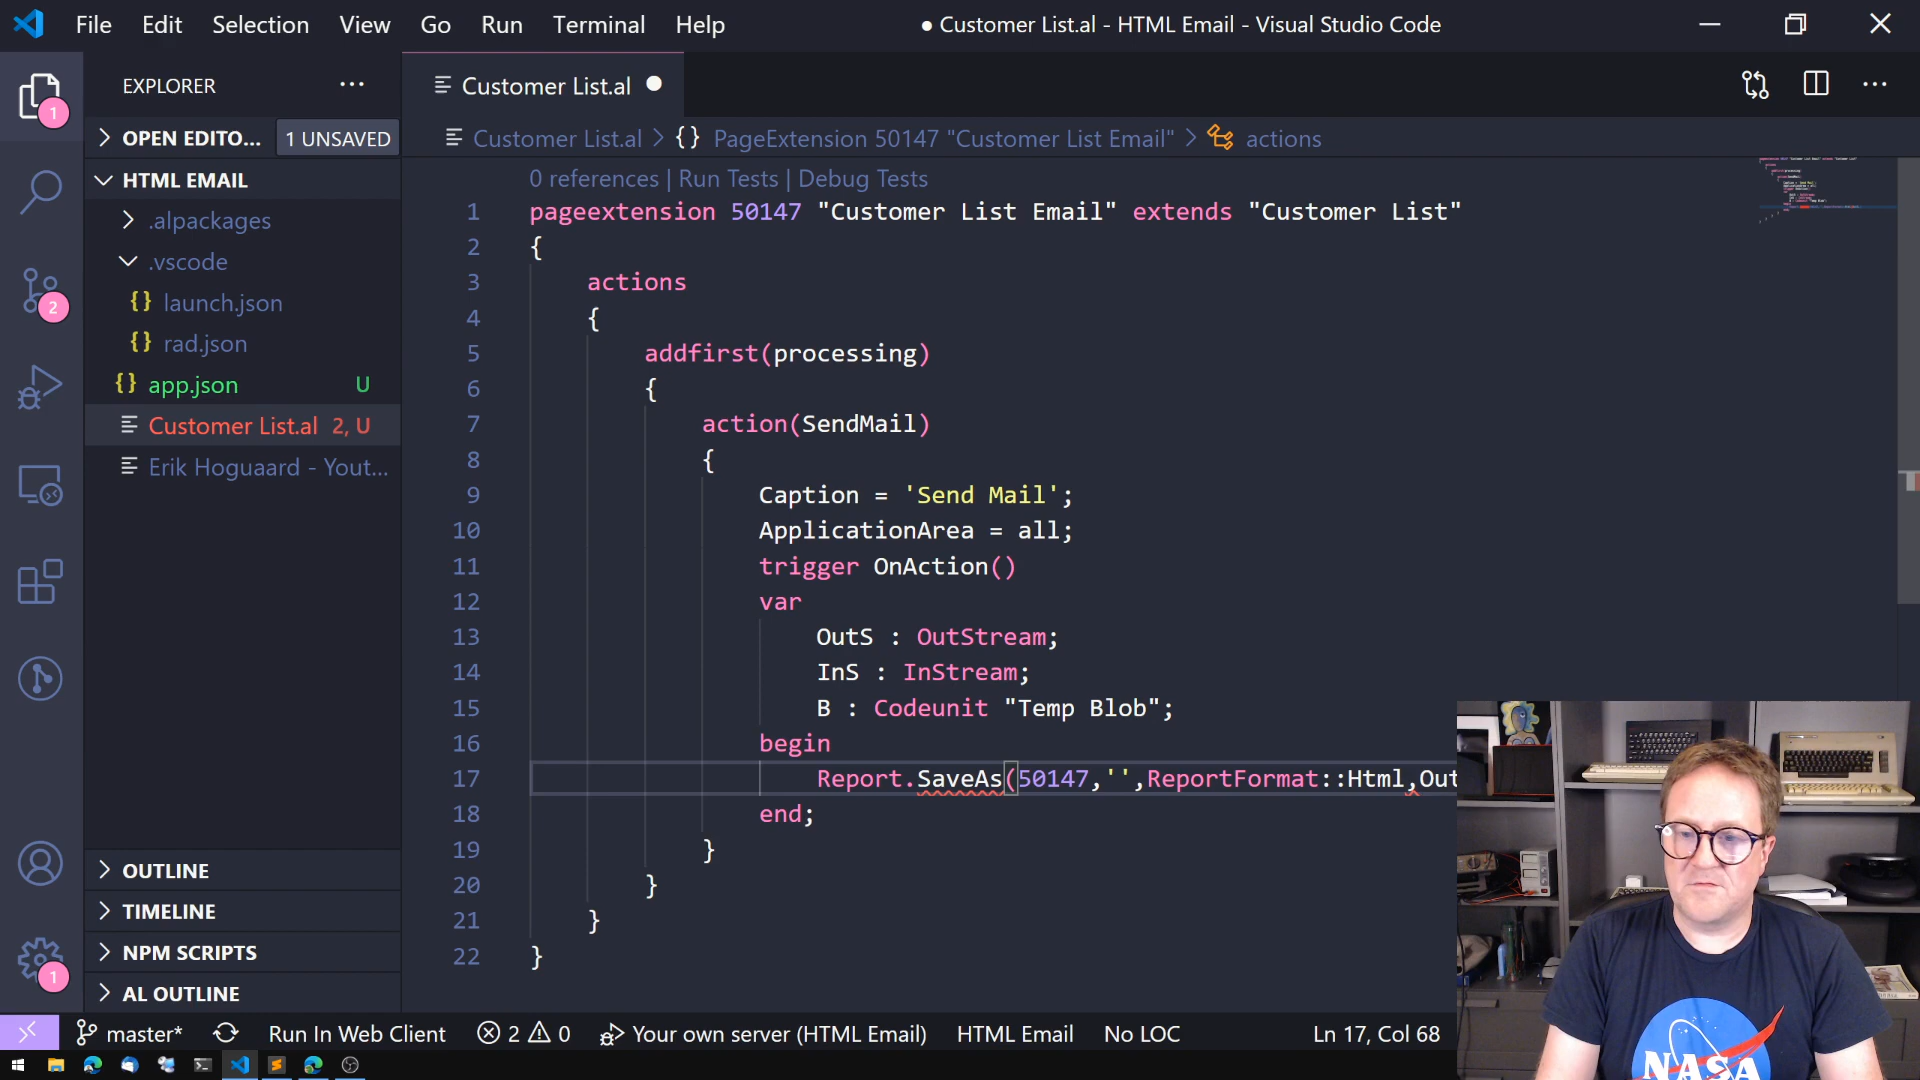 File Edit Selection View Go Run Terminal Help
● Customer List.al - HTML Email - Visual Studio Code
EXPLORER
OPEN EDITO... 1 UNSAVED
HTML EMAIL
.alpackages
.vscode
{} launch.json
{} rad.json
{} app.json U
Customer List.al 2, U
Erik Hoguaard - Yout...
OUTLINE
TIMELINE
NPM SCRIPTS
AL OUTLINE
1
2
1
Customer List.al
Customer List.al > {} PageExtension 50147 "Customer List Email" > actions
0 references | Run Tests | Debug Tests
1 pageextension 50147 "Customer List Email" extends "Customer List"
2 {
3 actions
4 {
5 addfirst(processing)
6 {
7 action(SendMail)
8 {
9 Caption = 'Send Mail';
10 ApplicationArea = all;
11 trigger OnAction()
12 var
13 OutS : OutStream;
14 InS : InStream;
15 B : Codeunit "Temp Blob";
16 begin
17 Report.SaveAs(50147,'',ReportFormat::Html,Out
18 end;
19 }
20 }
21 }
22 }
NASA
master* Run In Web Client 2 0 Your own server (HTML Email) HTML Email No LOC Ln 17, Col 68